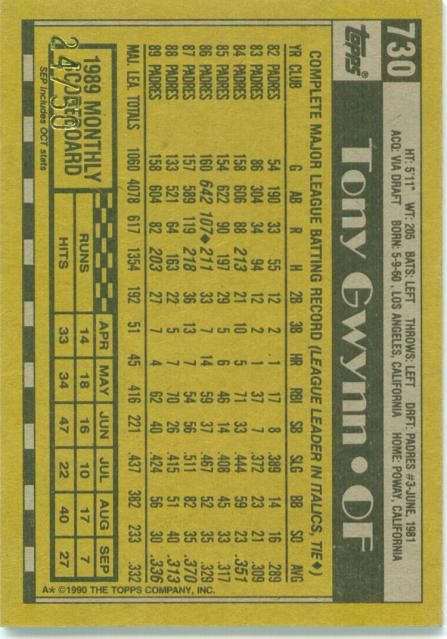 730
Topps®
HT: 5'11" WT: 205 BATS: LEFT THROWS: LEFT DRFT: PADRES #3-JUNE, 1981
ACQ: VIA DRAFT BORN: 5-9-60, LOS ANGELES, CALIFORNIA HOME: POWAY, CALIFORNIA
Tony Gwynn • OF
COMPLETE MAJOR LEAGUE BATTING RECORD (LEAGUE LEADER IN ITALICS, TIE♦)
YR CLUB G AB R H 2B 3B HR RBI SB SLG BB SO AVG
82 PADRES 54 190 33 55 12 2 1 17 8 .389 14 16 .289
83 PADRES 86 304 34 94 12 2 1 37 7 .372 23 21 .309
84 PADRES 158 606 88 213 21 10 5 71 33 .444 59 23 .351
85 PADRES 154 622 90 197 29 5 6 46 14 .408 45 33 .317
86 PADRES 160 642 107♦ 211 33 7 14 59 37 .467 52 35 .329
87 PADRES 157 589 119 218 36 13 7 54 56 .511 82 35 .370
88 PADRES 133 521 64 163 22 5 7 70 26 .415 51 40 .313
89 PADRES 158 604 82 203 27 7 4 62 40 .424 56 30 .336
MAJ. LEA. TOTALS 1060 4078 617 1354 192 51 45 416 221 .437 382 233 .332
1989 MONTHLY
SCOREBOARD
SEP includes OCT stats
APR MAY JUN JUL AUG SEP
RUNS 14 18 16 10 17 7
HITS 33 34 47 22 40 27
A* ©1990 THE TOPPS COMPANY, INC.